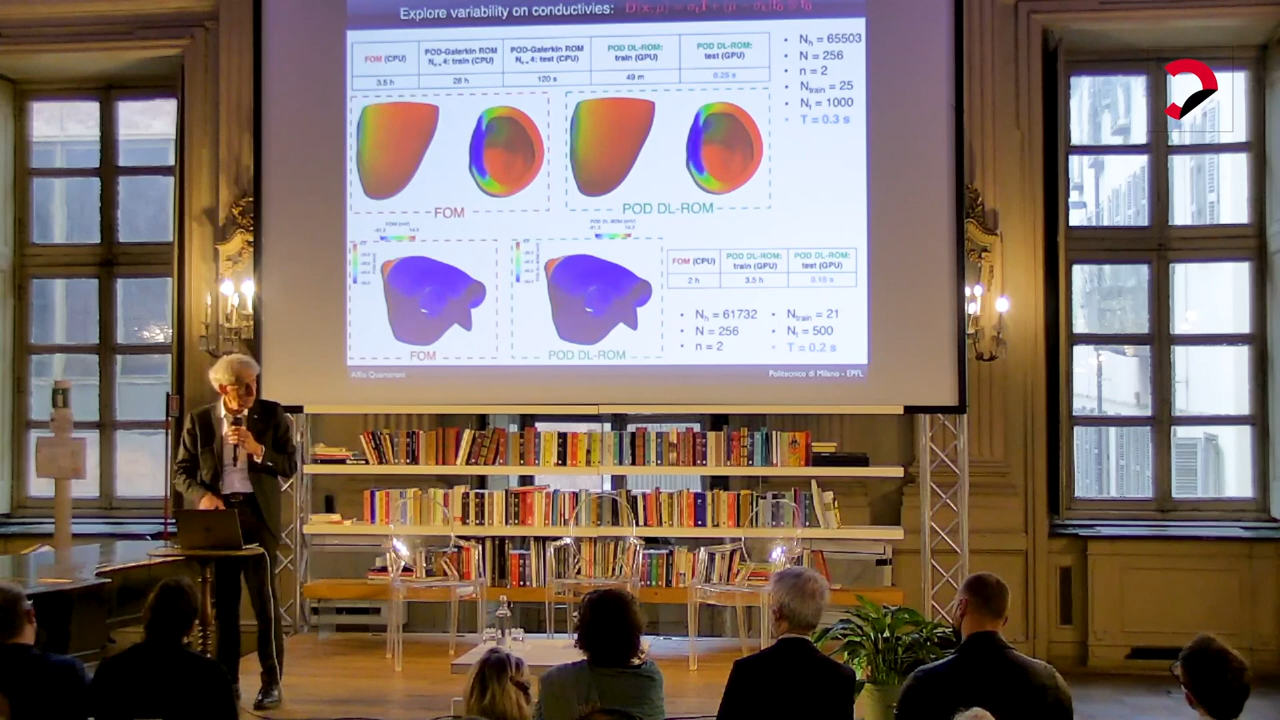 Explore variability on conductivies:
FOM (CPU)
POD-Galerkin ROM
POD-Galerkin ROM
POD DL-ROM:
POD DL-ROM:
train (CPU)
test (CPU)
train (GPU)
test (GPU)
3.5 h
28 h
120 s
49 m
0.25 s
• Nh = 65503
• N = 256
• n = 2
• Ntrain = 25
• Nt = 1000
• T = 0.3 s
FOM
POD DL-ROM
FOM (CPU)
POD DL-ROM:
POD DL-ROM:
train (GPU)
test (GPU)
2 h
3.5 h
• Nh = 61732
• Ntrain = 21
• N = 256
• Nt = 500
• n = 2
• T = 0.2 s
FOM
POD DL-ROM
Alfio Quarteroni
Politecnico di Milano - EPFL